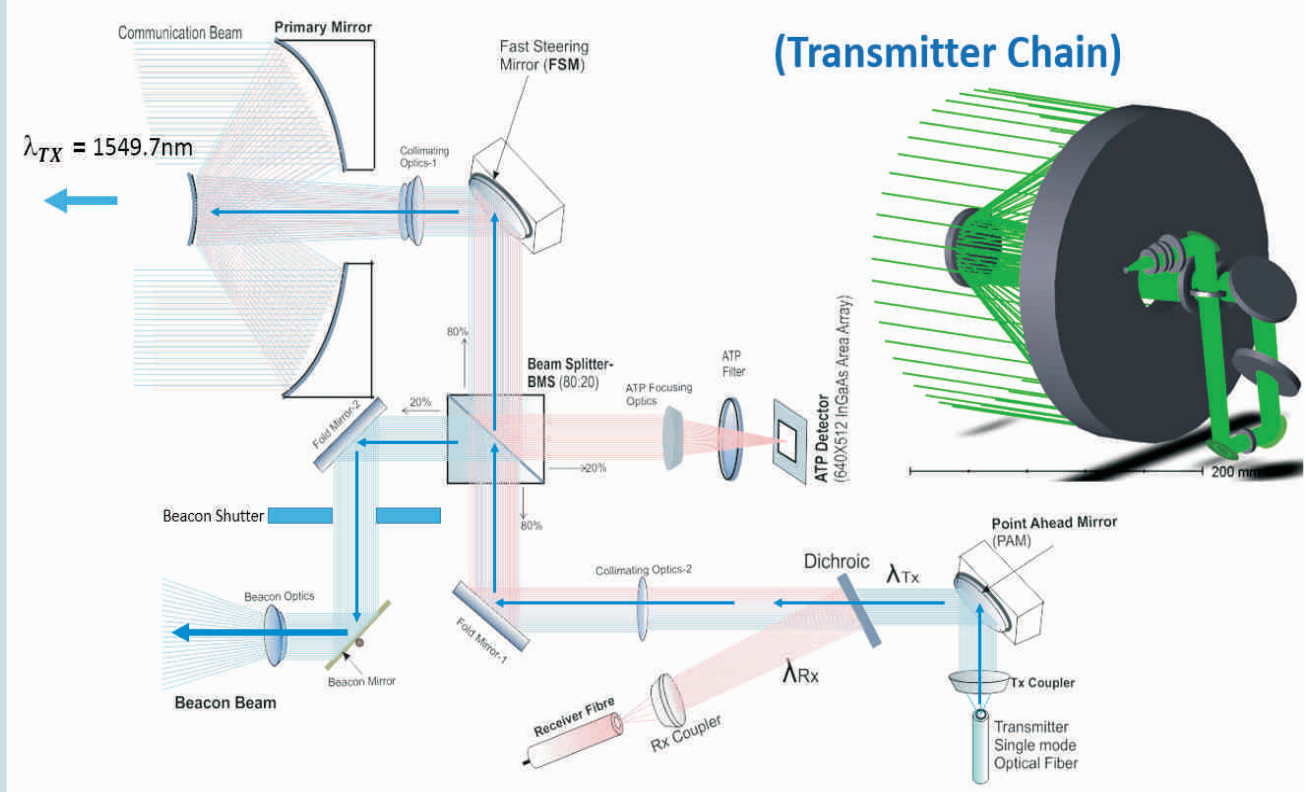 (Transmitter Chain)
Communication Beam
Primary Mirror
Fast Steering
Mirror (FSM)
λTX = 1549.7nm
Collimating
Optics-1
80%
Beam Splitter-
BMS (80:20)
ATP
Filter
ATP Focusing
Optics
ATP Detector
(640X512 InGaAs Area Array)
200 mm
20%
Fold Mirror-2
20%
80%
Beacon Shutter
Point Ahead Mirror
(PAM)
Dichroic
λTx
Collimating Optics-2
Beacon Optics
Fold Mirror-1
λRx
Beacon Mirror
Beacon Beam
Tx Coupler
Receiver Fibre
Rx Coupler
Transmitter
Single mode
Optical Fiber